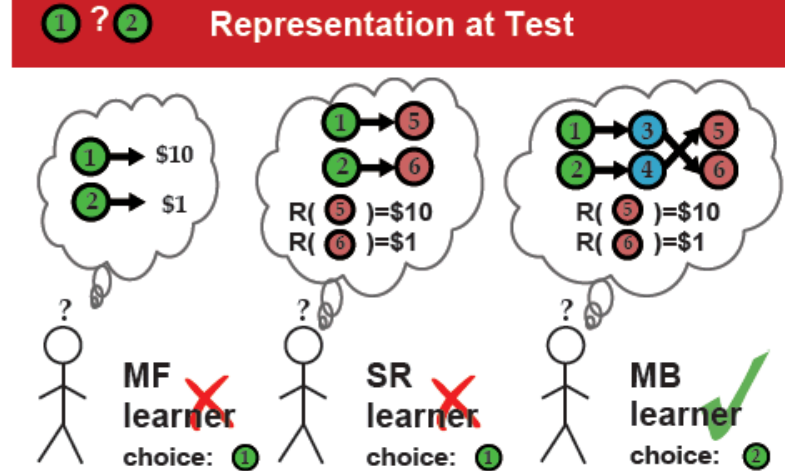 1 ? 2 Representation at Test
1 $10
2 $1
1 5
2 6
R( 5 )=$10
R( 6 )=$1
1 3 5
2 4 6
R( 5 )=$10
R( 6 )=$1
?
MF
learner
choice: 1
?
SR
learner
choice: 1
?
MB
learner
choice: 2